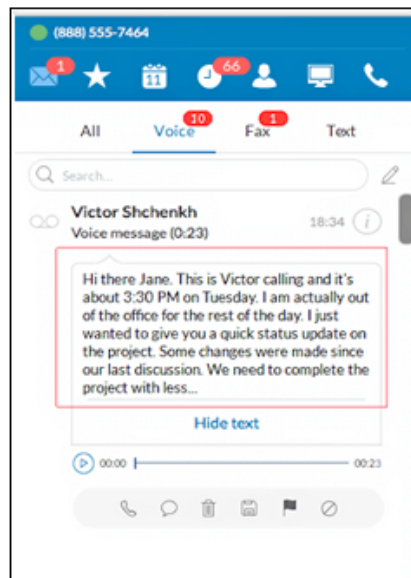 (888) 555-7464
1
11
66
All
Voice
10
Fax
1
Text
Search...
Victor Shchenkh
18:34
i
Voice message (0:23)
Hi there Jane. This is Victor calling and it's
about 3:30 PM on Tuesday. I am actually out
of the office for the rest of the day. I just
wanted to give you a quick status update on
the project. Some changes were made since
our last discussion. We need to complete the
project with less...
Hide text
00:00
00:23